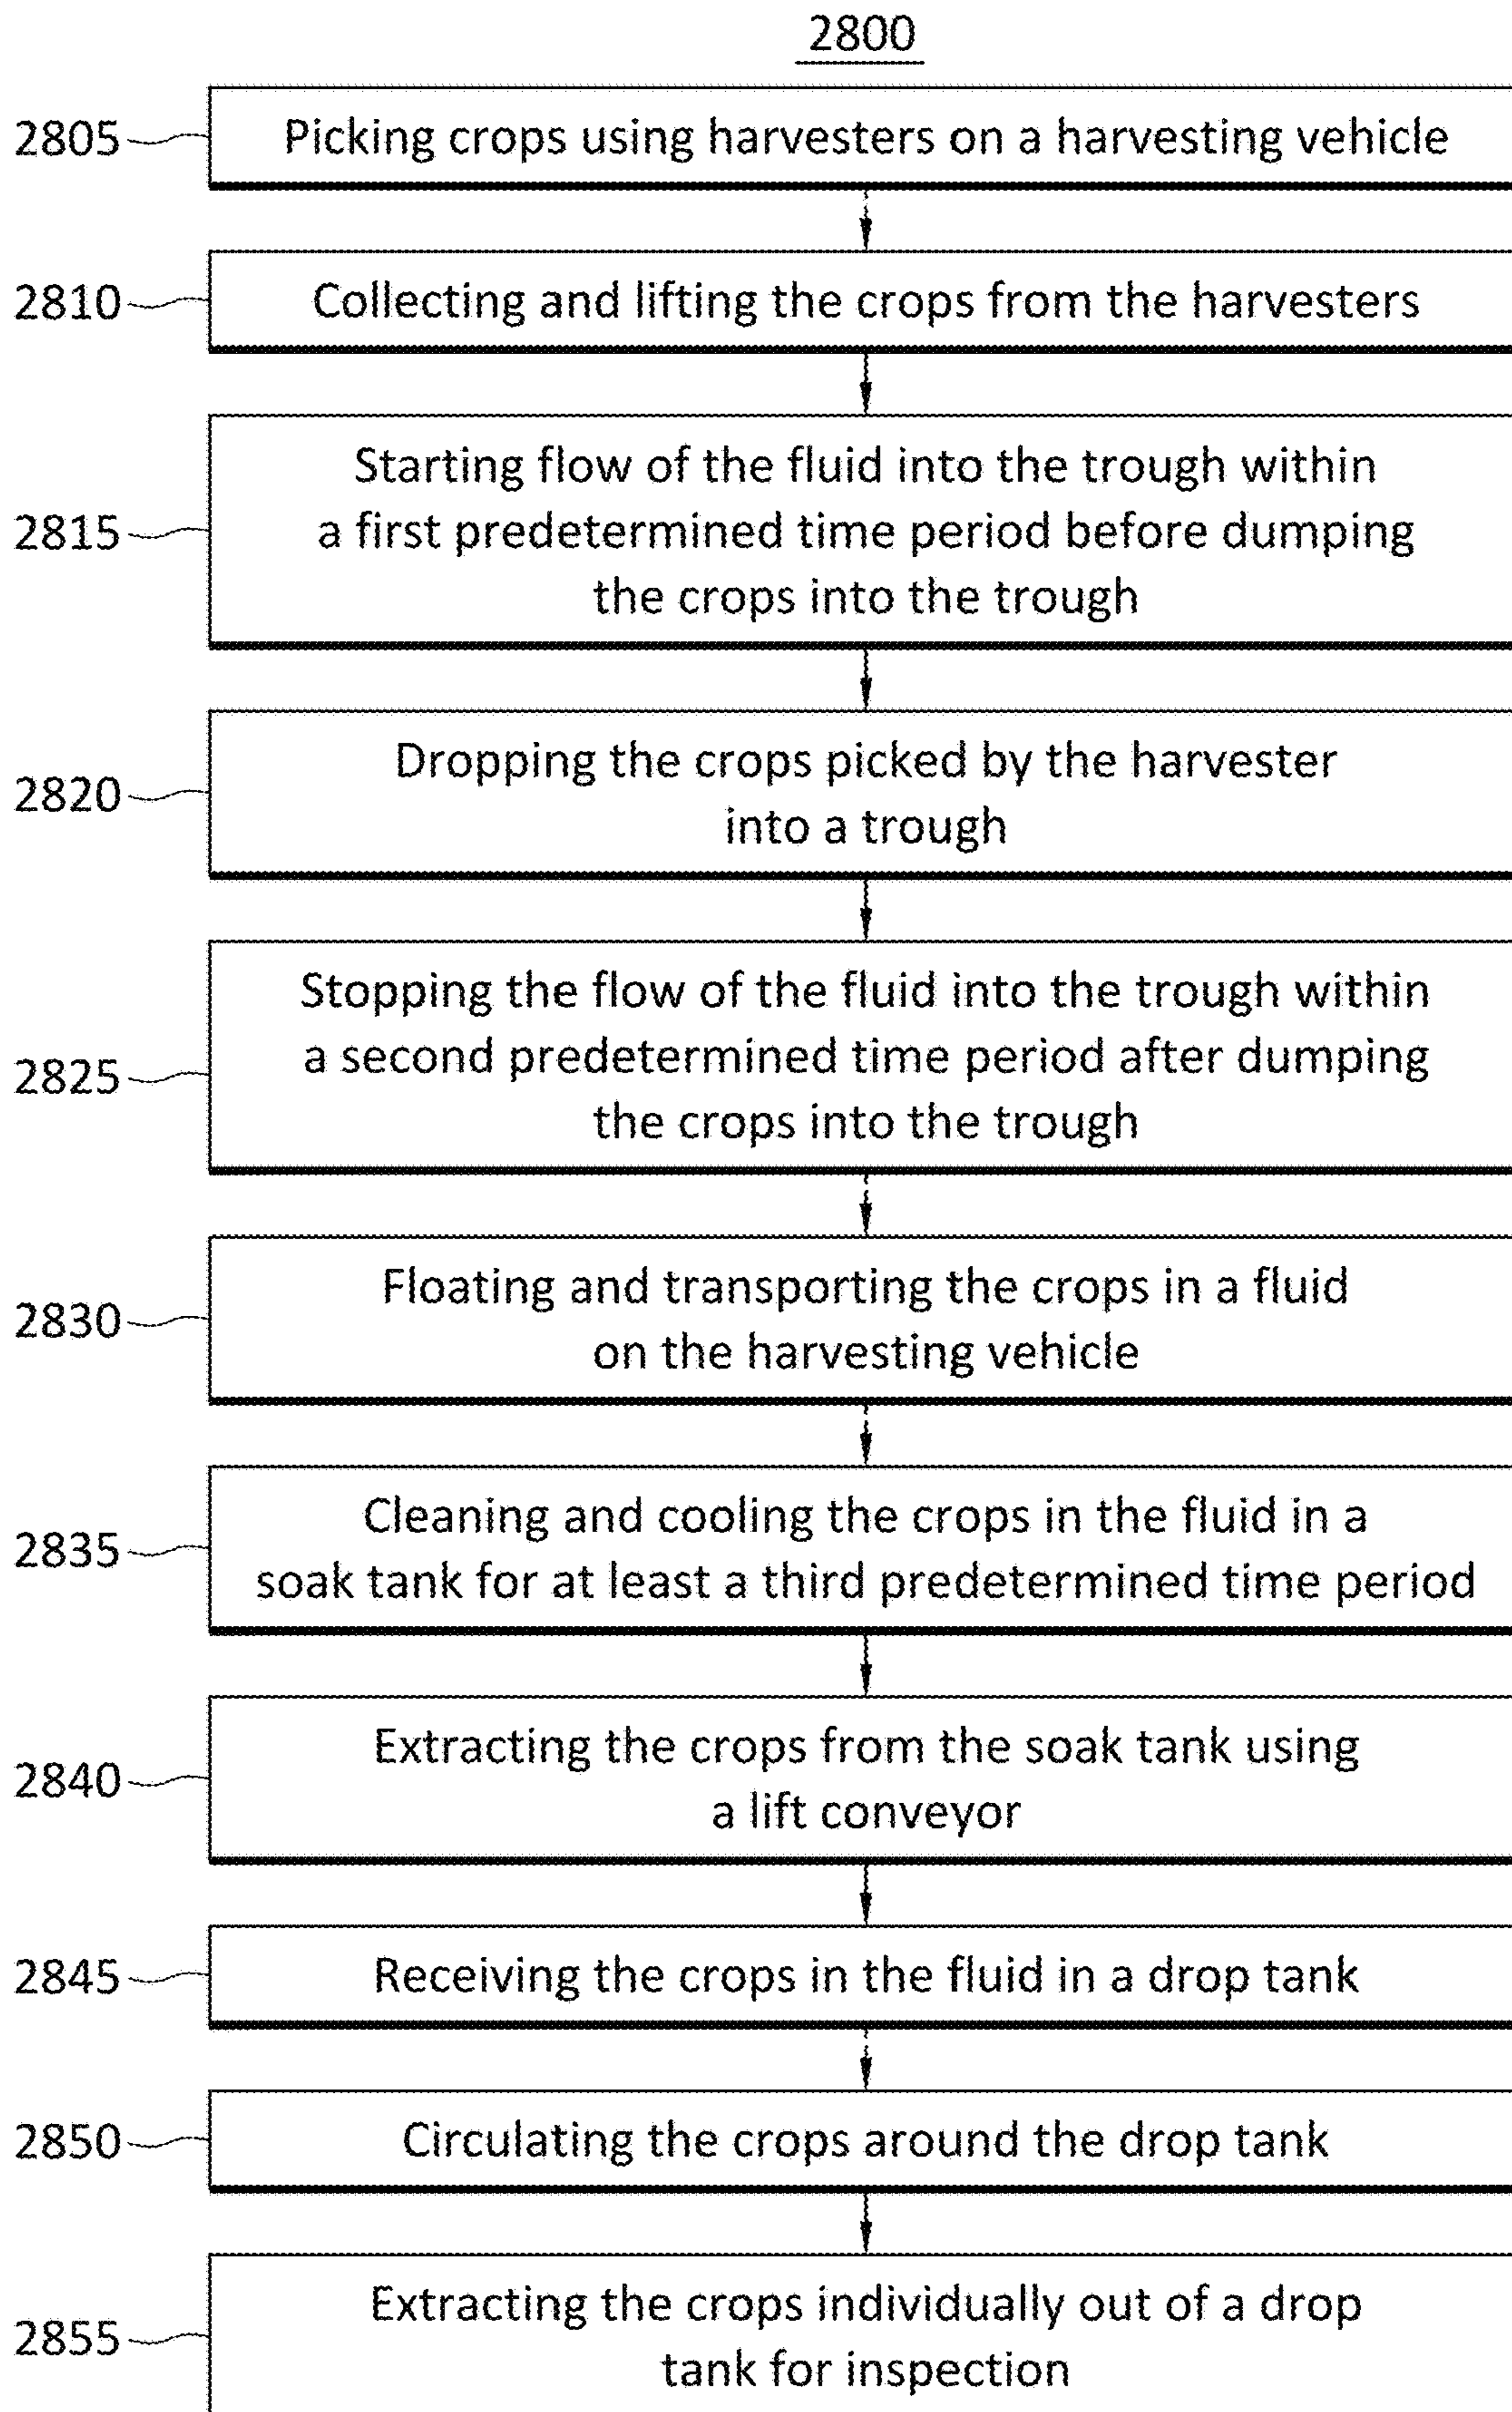 2800
2805
Picking crops using harvesters on a harvesting vehicle
2810
Collecting and lifting the crops from the harvesters
2815
Starting flow of the fluid into the trough within
a first predetermined time period before dumping
the crops into the trough
2820
Dropping the crops picked by the harvester
into a trough
2825
Stopping the flow of the fluid into the trough within
a second predetermined time period after dumping
the crops into the trough
2830
Floating and transporting the crops in a fluid
on the harvesting vehicle
2835
Cleaning and cooling the crops in the fluid in a
soak tank for at least a third predetermined time period
2840
Extracting the crops from the soak tank using
a lift conveyor
2845
Receiving the crops in the fluid in a drop tank
2850
Circulating the crops around the drop tank
2855
Extracting the crops individually out of a drop
tank for inspection